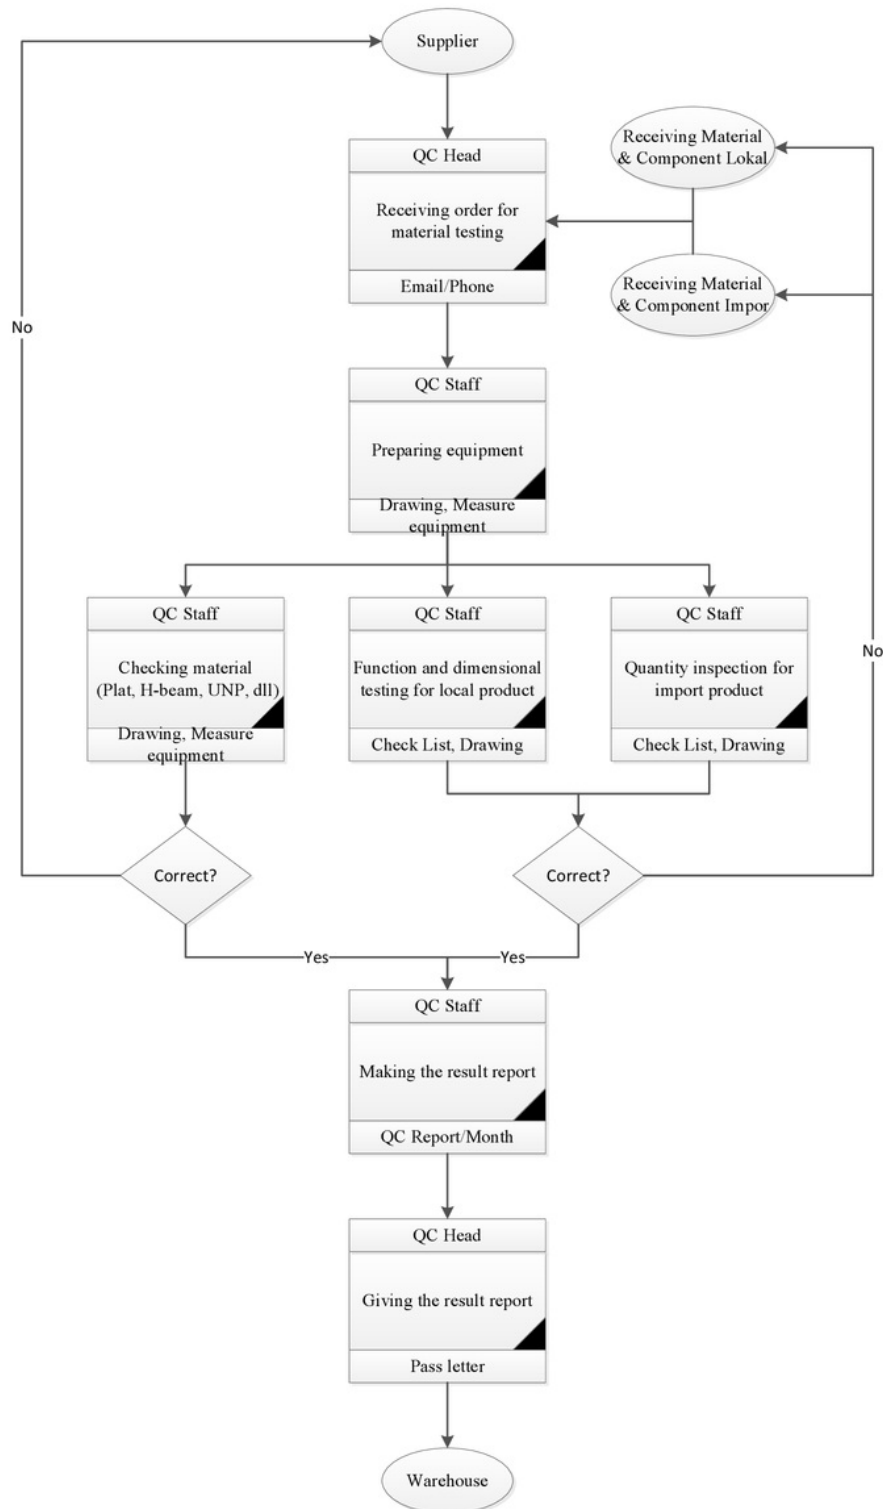 Supplier
QC Head
Receiving order for
material testing
Email/Phone
Receiving Material
& Component Lokal
Receiving Material
& Component Impor
No
QC Staff
Preparing equipment
Drawing, Measure
equipment
QC Staff
Checking material
(Plat, H-beam, UNP, dll)
Drawing, Measure
equipment
QC Staff
Function and dimensional
testing for local product
Check List, Drawing
QC Staff
Quantity inspection for
import product
Check List, Drawing
No
Correct?
Correct?
Yes
Yes
QC Staff
Making the result report
QC Report/Month
QC Head
Giving the result report
Pass letter
Warehouse